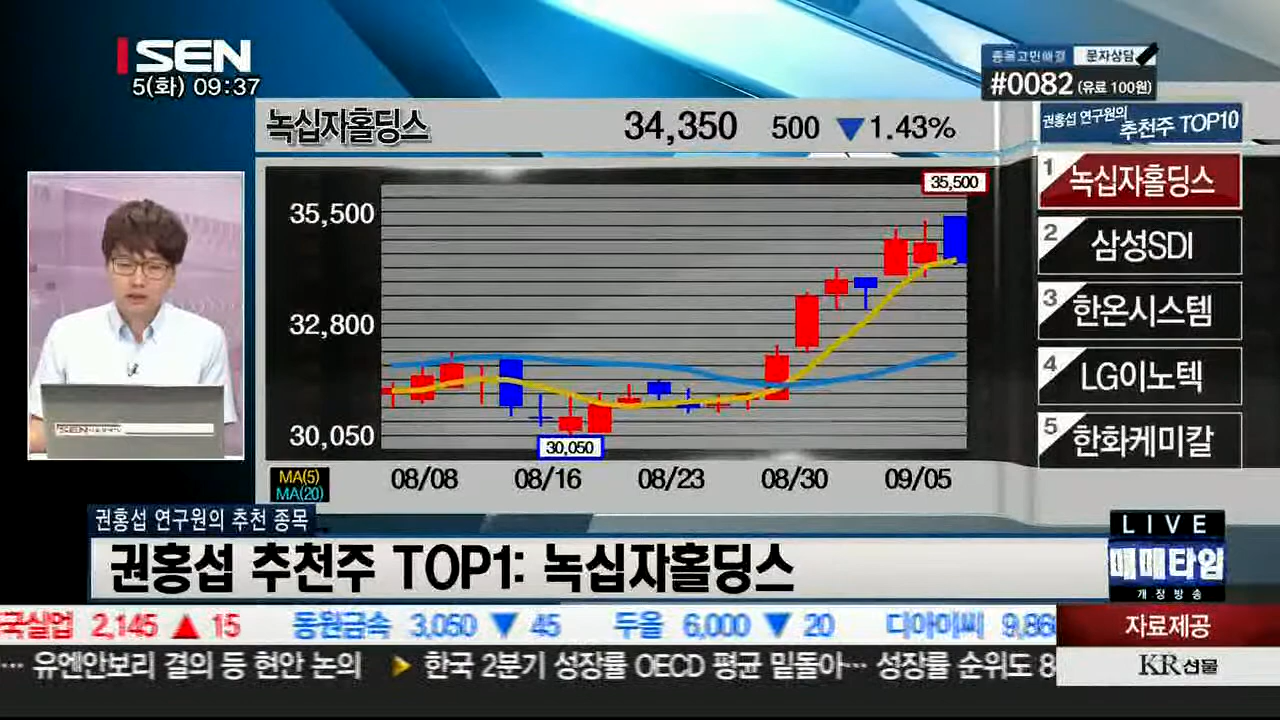 SEN
5(화) 09:37
종목고민해결 문자상담
#0082 (유료 100원)
녹십자홀딩스 34,350 500 ▼1.43%
권홍섭 연구원의
추천주 TOP10
1 녹십자홀딩스
2 삼성SDI
3 한온시스템
4 LG이노텍
5 한화케미칼
35,500
35,500
32,800
30,050
30,050
MA(5)
MA(20)
08/08 08/16 08/23 08/30 09/05
권홍섭 연구원의 추천 종목
권홍섭 추천주 TOP1: 녹십자홀딩스
LIVE
매매타임
개장방송
국실업 2,145 ▲ 15 동원금속 3,050 ▼ 45 두올 6,000 ▼ 20 디아이씨 9,86
자료제공
··· 유엔안보리 결의 등 현안 논의 ▶ 한국 2분기 성장률 OECD 평균 밑돌아··· 성장률 순위도 8
KR선물